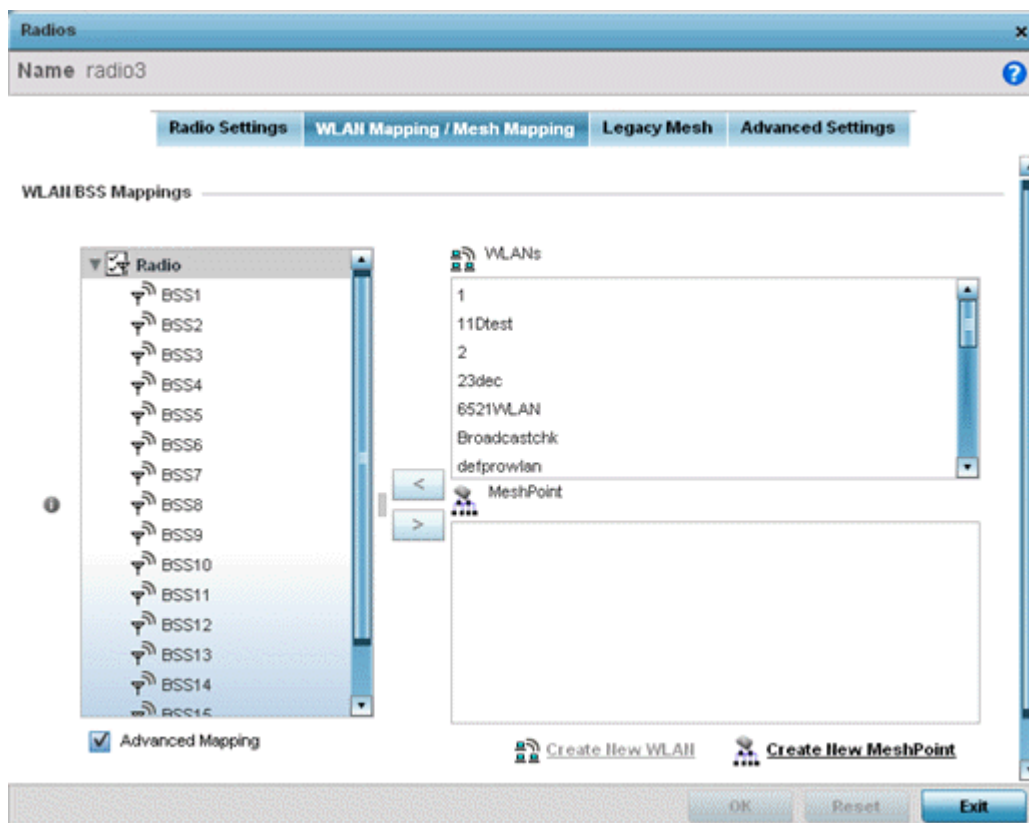 Radios
Name radio3
Radio Settings
WLAN Mapping / Mesh Mapping
Legacy Mesh
Advanced Settings
WLAN/BSS Mappings
Radio
BSS1
BSS2
BSS3
BSS4
BSS5
BSS6
BSS7
BSS8
BSS9
BSS10
BSS11
BSS12
BSS13
BSS14
BSS15
Advanced Mapping
<
>
WLANs
1
11Dtest
2
23dec
6521WLAN
Broadcastchk
defprowlan
MeshPoint
Create New WLAN
Create New MeshPoint
OK
Reset
Exit